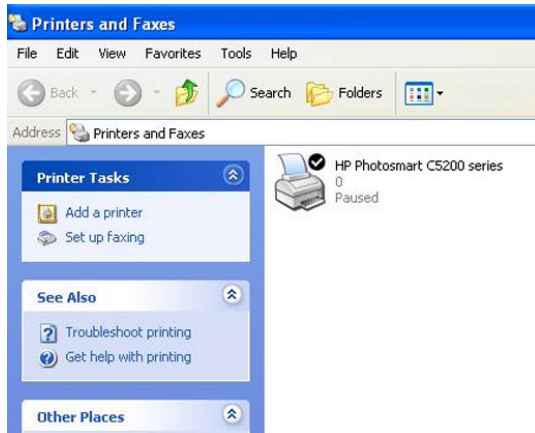 Printers and Faxes
File Edit View Favorites Tools Help
Back Search Folders
Address Printers and Faxes
Printer Tasks
Add a printer
Set up faxing
See Also
Troubleshoot printing
Get help with printing
Other Places
HP Photosmart C5200 series
0
Paused